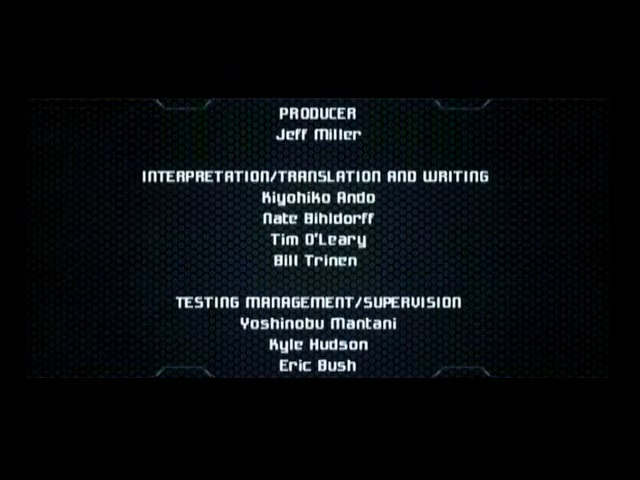 PRODUCER
Jeff Miller
INTERPRETATION/TRANSLATION AND WRITING
Kiyohiko Ando
Nate Bihldorff
Tim O'Leary
Bill Trinen
TESTING MANAGEMENT/SUPERVISION
Yoshinobu Mantani
Kyle Hudson
Eric Bush